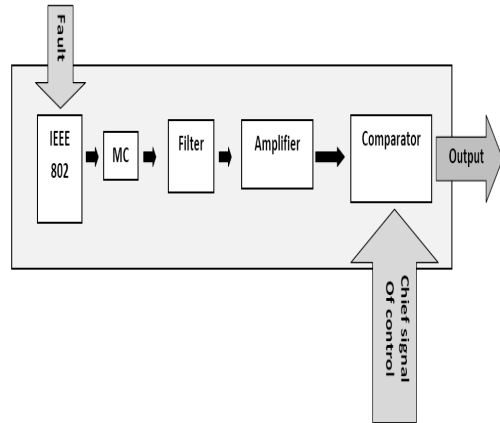 Fault
IEEE
802
MC
Filter
Amplifier
Comparator
Output
Chief signal
Of control